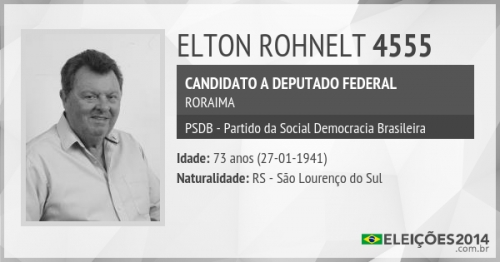 ELTON ROHNELT 4555
CANDIDATO A DEPUTADO FEDERAL
RORAIMA
PSDB - Partido da Social Democracia Brasileira
Idade: 73 anos (27-01-1941)
Naturalidade: RS - São Lourenço do Sul
ELEIÇÕES2014
.com.br